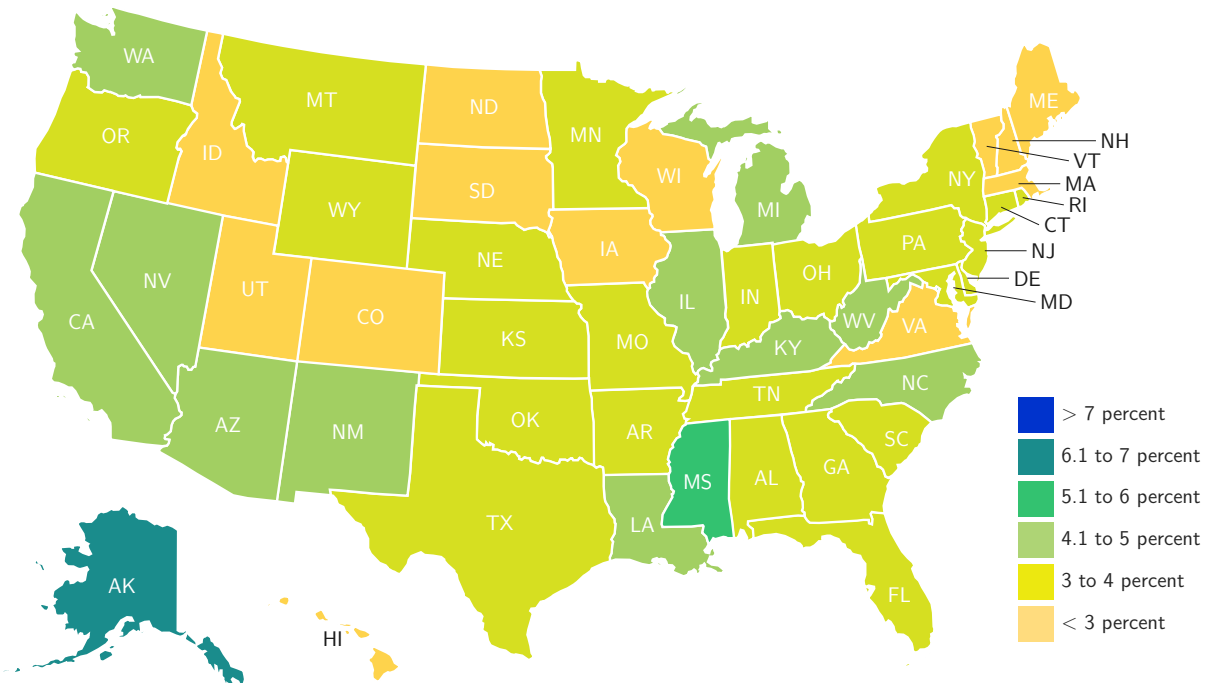 WA
MT
ND
MN
ME
OR
ID
NH
VT
SD
WI
NY
MA
WY
RI
MI
CT
NE
IA
PA
NJ
NV
UT
OH
DE
IN
IL
MD
CA
CO
WV
VA
KS
MO
KY
NC
TN
OK
AZ
NM
AR
SC
GA
AL
MS
TX
LA
AK
FL
HI
> 7 percent
6.1 to 7 percent
5.1 to 6 percent
4.1 to 5 percent
3 to 4 percent
< 3 percent